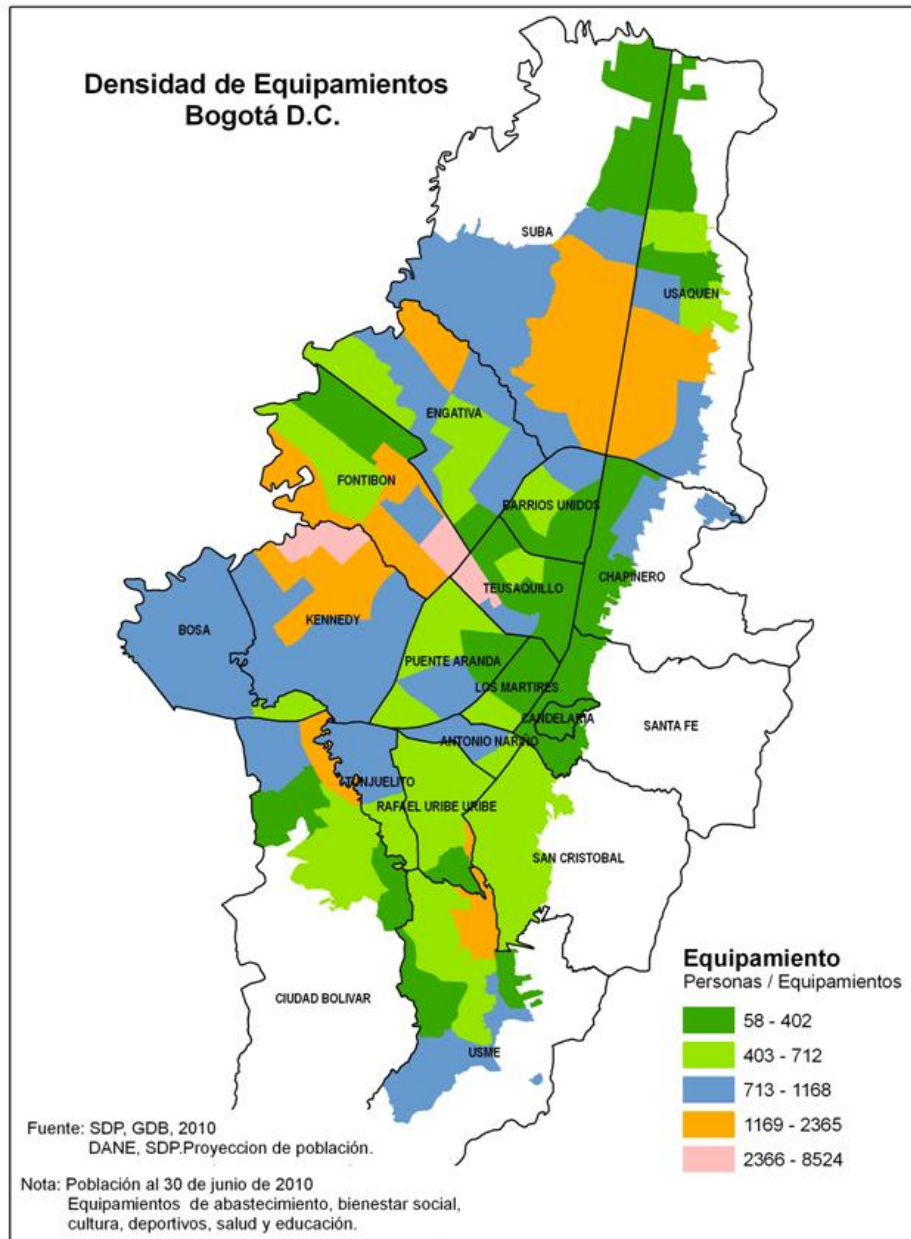 Densidad de Equipamientos
Bogotá D.C.
SUBA
USAQUEN
ENGATIVA
FONTIBON
BARRIOS UNIDOS
TEUSAQUILLO
CHAPINERO
KENNEDY
BOSA
PUENTE ARANDA
LOS MARTIRES
CANDELARIA
SANTA FE
ANTONIO NARIÑO
TUNJUELITO
RAFAEL URIBE URIBE
SAN CRISTOBAL
CIUDAD BOLIVAR
USME
Equipamiento
Personas / Equipamientos
58 - 402
403 - 712
713 - 1168
1169 - 2365
2366 - 8524
Fuente: SDP, GDB, 2010
DANE, SDP.Proyeccion de población.
Nota: Población al 30 de junio de 2010
Equipamientos de abastecimiento, bienestar social,
cultura, deportivos, salud y educación.